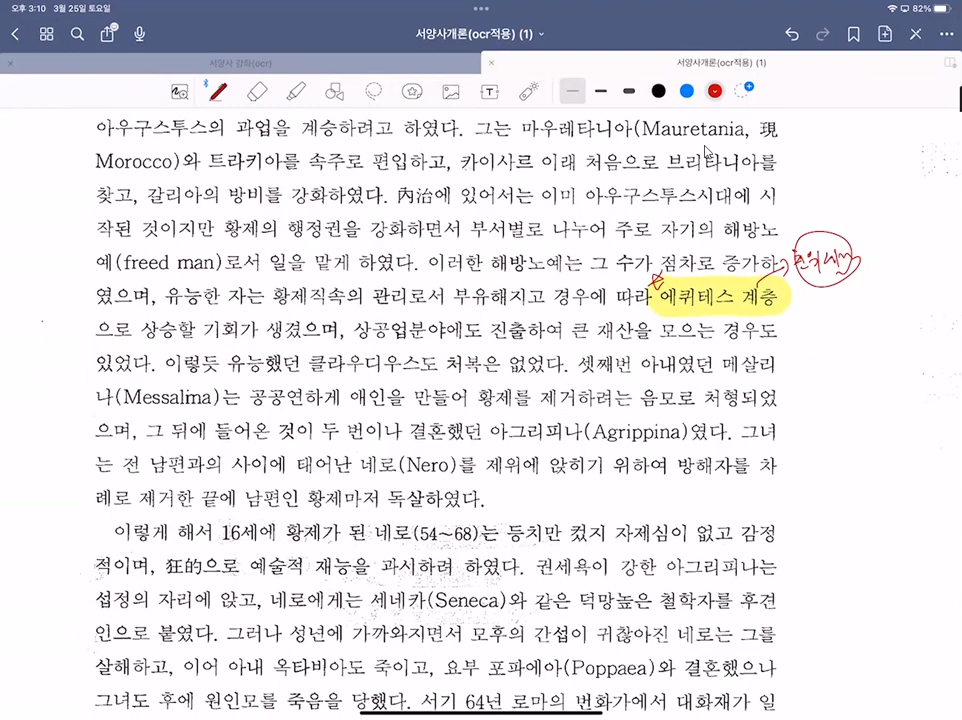 오후 3:10 3월 25일 토요일
82%
서양사개론(ocr적용) (1)
서양사 강좌(ocr)
서양사개론(ocr적용) (1)
아우구스투스의 과업을 계승하려고 하였다. 그는 마우레타니아(Mauretania, 現
Morocco)와 트라키아를 속주로 편입하고, 카이사르 이래 처음으로 브리타니아를
찾고, 갈리아의 방비를 강화하였다. 內治에 있어서는 이미 아우구스투스시대에 시
작된 것이지만 황제의 행정권을 강화하면서 부서별로 나누어 주로 자기의 해방노
예(freed man)로서 일을 맡게 하였다. 이러한 해방노예는 그 수가 점차로 증가하
였으며, 유능한 자는 황제직속의 관리로서 부유해지고 경우에 따라 에퀴테스 계층
으로 상승할 기회가 생겼으며, 상공업분야에도 진출하여 큰 재산을 모으는 경우도
있었다. 이렇듯 유능했던 클라우디우스도 처복은 없었다. 셋째번 아내였던 메살리
나(Messalina)는 공공연하게 애인을 만들어 황제를 제거하려는 음모로 처형되었
으며, 그 뒤에 들어온 것이 두 번이나 결혼했던 아그리피나(Agrippina)였다. 그녀
는 전 남편과의 사이에 태어난 네로(Nero)를 제위에 앉히기 위하여 방해자를 차
례로 제거한 끝에 남편인 황제마저 독살하였다.
이렇게 해서 16세에 황제가 된 네로(54~68)는 등치만 컸지 자제심이 없고 감정
적이며, 狂的으로 예술적 재능을 과시하려 하였다. 권세욕이 강한 아그리피나는
섭정의 자리에 앉고, 네로에게는 세네카(Seneca)와 같은 덕망높은 철학자를 후견
인으로 붙였다. 그러나 성년에 가까와지면서 모후의 간섭이 귀찮아진 네로는 그를
살해하고, 이어 아내 옥타비아도 죽이고, 요부 포파에아(Poppaea)와 결혼했으나
그녀도 후에 원인모를 죽음을 당했다. 서기 64년 로마의 번화가에서 대화재가 일